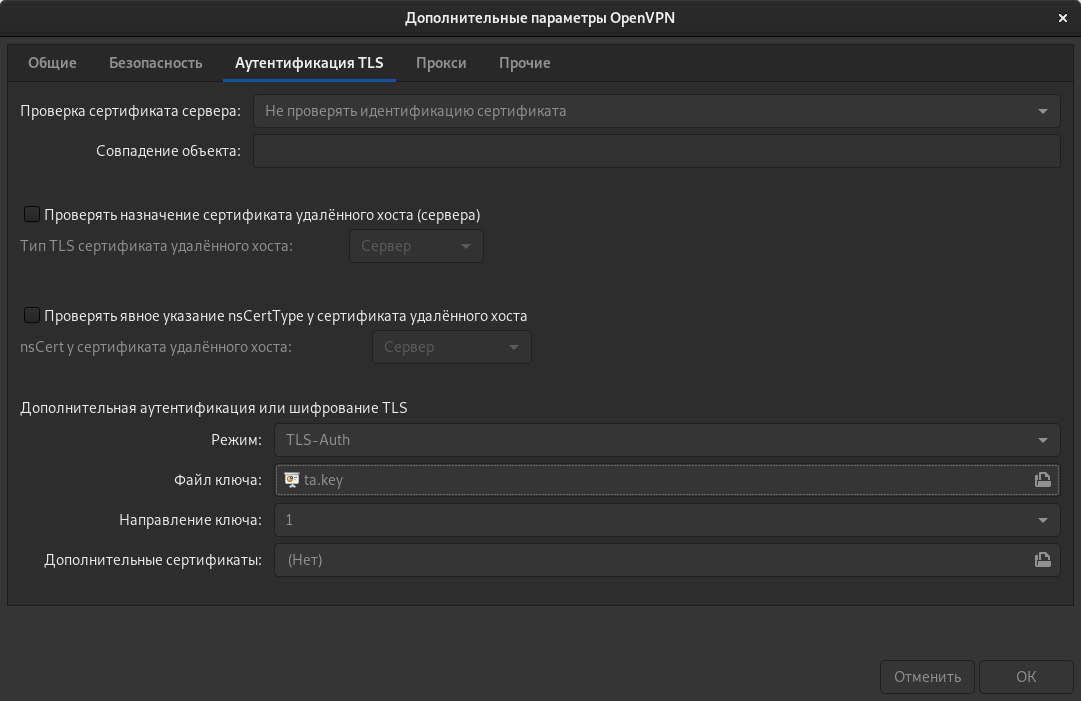 Дополнительные параметры OpenVPN
Общие Безопасность Аутентификация TLS Прокси Прочие
Проверка сертификата сервера: Не проверять идентификацию сертификата
Совпадение объекта:
Проверять назначение сертификата удалённого хоста (сервера)
Тип TLS сертификата удалённого хоста: Сервер
Проверять явное указание nsCertType у сертификата удалённого хоста
nsCert у сертификата удалённого хоста: Сервер
Дополнительная аутентификация или шифрование TLS
Режим: TLS-Auth
Файл ключа: ta.key
Направление ключа: 1
Дополнительные сертификаты: (Нет)
Отменить OK